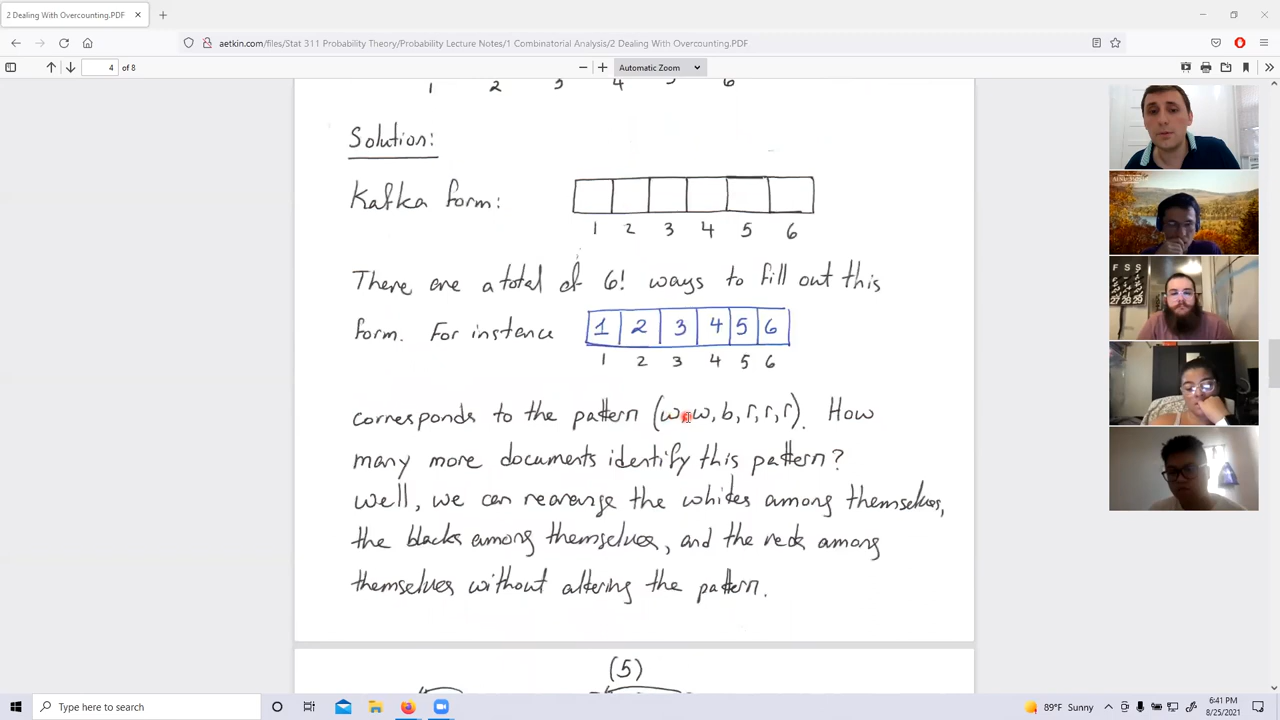 2 Dealing With Overcounting.PDF
aetkin.com/files/Stat 311 Probability Theory/Probability Lecture Notes/1 Combinatorial Analysis/2 Dealing With Overcounting.PDF
4 of 8
Automatic Zoom
1 2 3 4 5 6
Solution:
Kafka form:
1 2 3 4 5 6
There are a total of 6! ways to fill out this
form. For instance 1 2 3 4 5 6
1 2 3 4 5 6
corresponds to the pattern (w, w, b, r, r, r). How
many more documents identify this pattern?
Well, we can rearange the whites among themselves,
the blacks among themselves, and the reds among
themselves without altering the pattern.
(5)
Type here to search
89°F Sunny
6:41 PM
8/25/2021